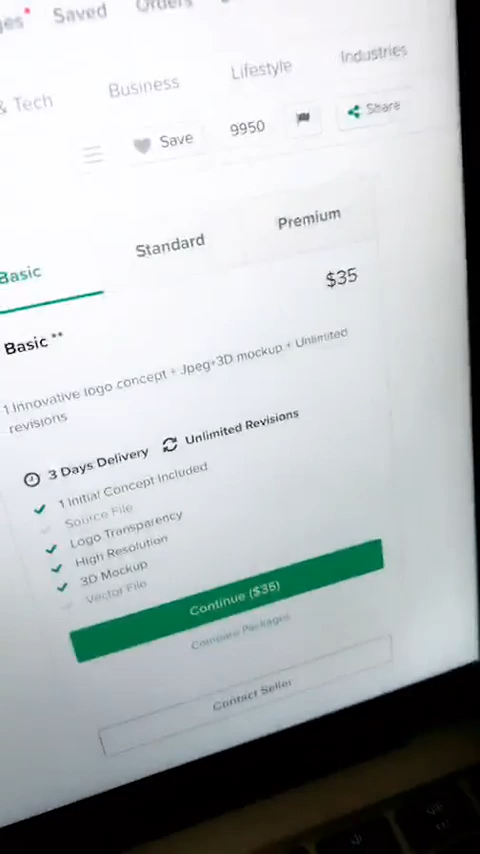 Saved
Orders
& Tech
Business
Lifestyle
Industries
Save
9950
Share
Basic
Standard
Premium
$35
Basic **
1 Innovative logo concept + Jpeg+3D mockup + Unlimited
revisions
3 Days Delivery
Unlimited Revisions
1 Initial Concept Included
Source File
Logo Transparency
High Resolution
3D Mockup
Vector File
Continue ($35)
Compare Packages
Contact Seller